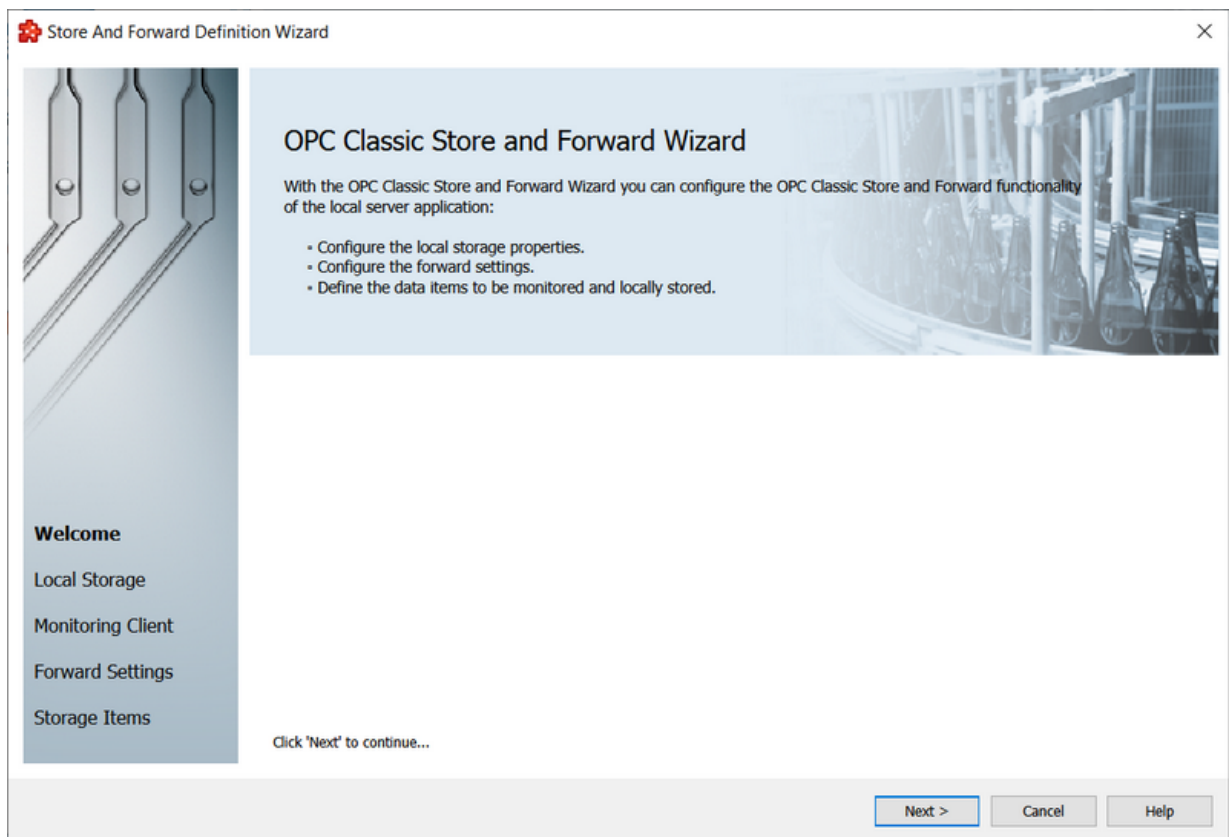 Store And Forward Definition Wizard
OPC Classic Store and Forward Wizard
With the OPC Classic Store and Forward Wizard you can configure the OPC Classic Store and Forward functionality
of the local server application:
▪ Configure the local storage properties.
▪ Configure the forward settings.
▪ Define the data items to be monitored and locally stored.
Welcome
Local Storage
Monitoring Client
Forward Settings
Storage Items
Click 'Next' to continue...
Next >
Cancel
Help